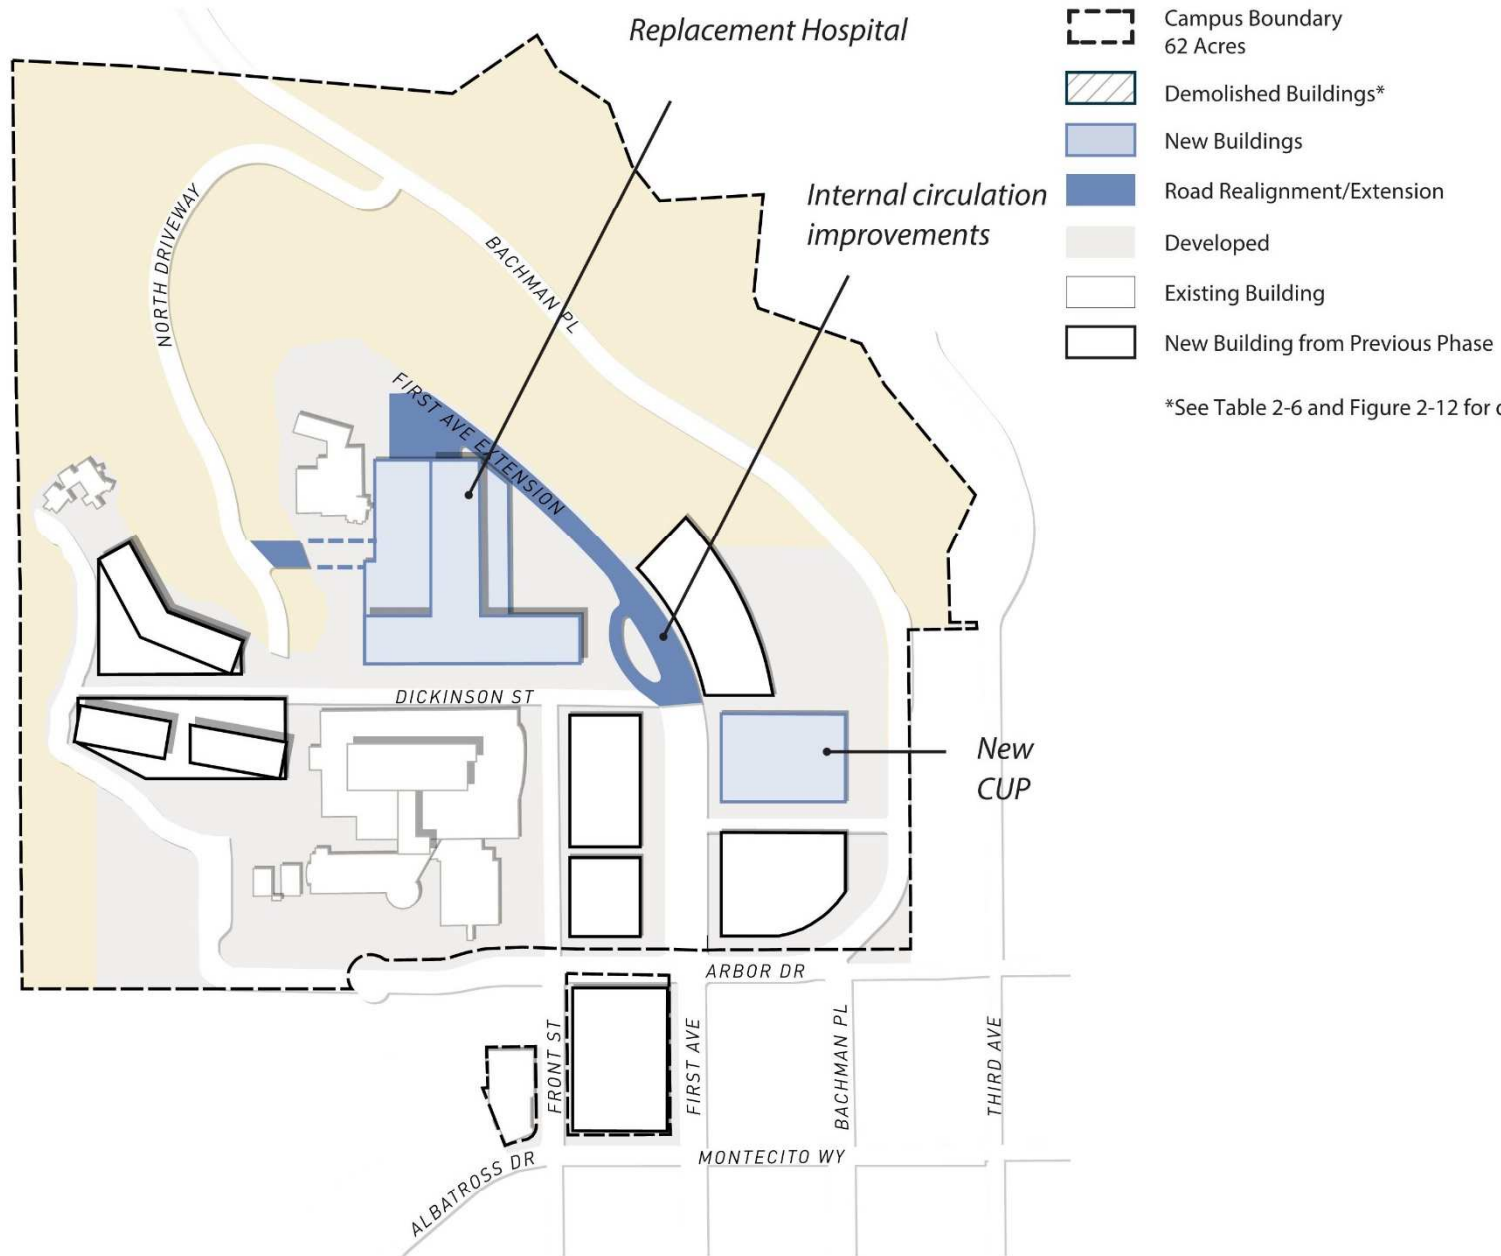 Replacement Hospital
Internal circulation
improvements
New
CUP
Campus Boundary
62 Acres
Demolished Buildings*
New Buildings
Road Realignment/Extension
Developed
Existing Building
New Building from Previous Phase
*See Table 2-6 and Figure 2-12 for
NORTH DRIVEWAY
BACHMAN PL
FIRST AVE EXTENSION
DICKINSON ST
ARBOR DR
FRONT ST
FIRST AVE
BACHMAN PL
THIRD AVE
MONTECITO WY
ALBATROSS DR